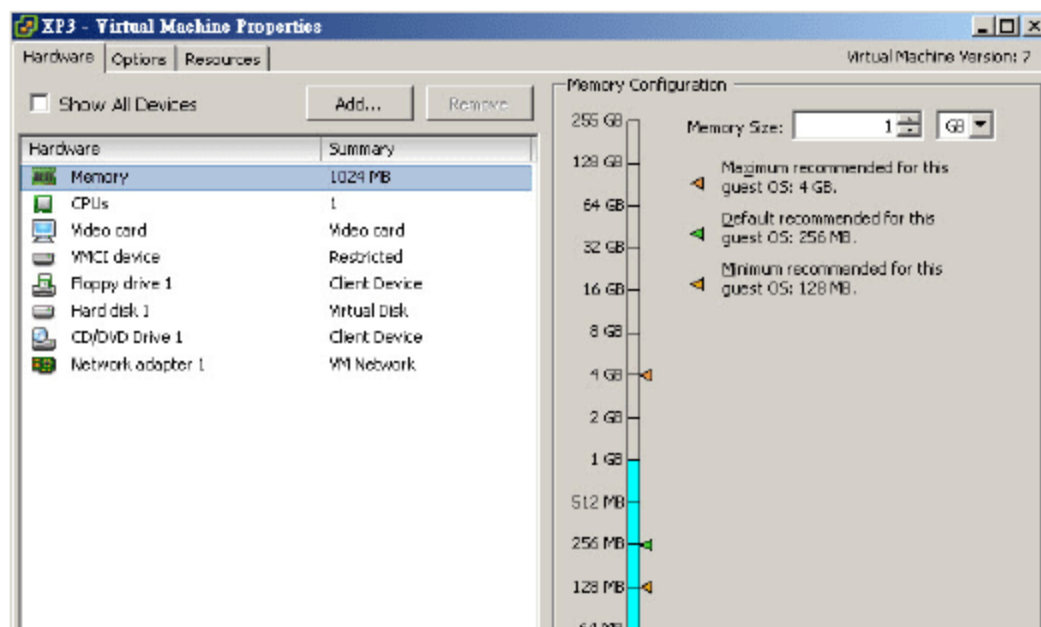 XP3 - Virtual Machine Properties
Hardware Options Resources
Virtual Machine Version: 7
Show All Devices
Add...
Remove
Hardware Summary
Memory 1024 MB
CPUs 1
Video card Video card
VMCI device Restricted
Floppy drive 1 Client Device
Hard disk 1 Virtual Disk
CD/DVD Drive 1 Client Device
Network adapter 1 VM Network
Memory Configuration
255 GB
128 GB
64 GB
32 GB
16 GB
8 GB
4 GB
2 GB
1 GB
512 MB
256 MB
128 MB
64 MB
Memory Size: 1 GB
Maximum recommended for this
guest OS: 4 GB.
Default recommended for this
guest OS: 256 MB.
Minimum recommended for this
guest OS: 128 MB.